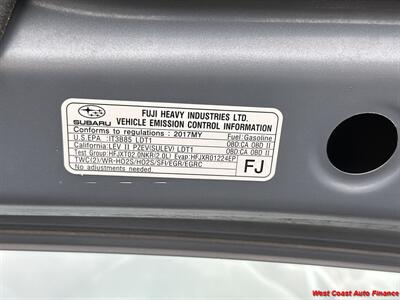 FUJI HEAVY INDUSTRIES LTD.
VEHICLE EMISSION CONTROL INFORMATION
SUBARU
Conforms to regulations : 2017MY
Fuel:Gasoline
U.S.EPA :T3B85 LDT1
OBD:CA OBD II
California:LEV II PZEV/SULEV/ LDT1
OBD:CA OBD II
Test Group:HFJXT02.0NKR(2.0L) Evap:HFJXR01224FP
TWC(2)/WR-HO2S/HO2S/SFI/EGR/EGRC
No adjustments needed.
FJ
West Coast Auto Finance